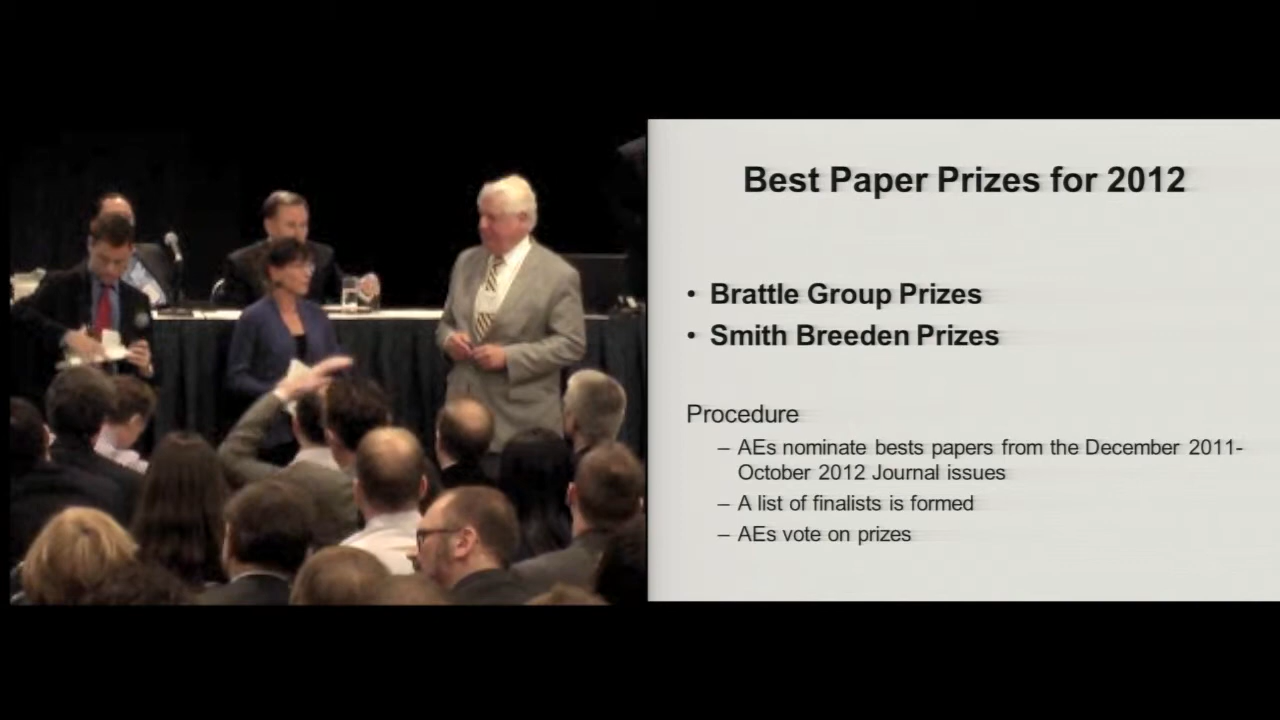 Best Paper Prizes for 2012
• Brattle Group Prizes
• Smith Breeden Prizes
Procedure
– AEs nominate bests papers from the December 2011-
October 2012 Journal issues
– A list of finalists is formed
– AEs vote on prizes